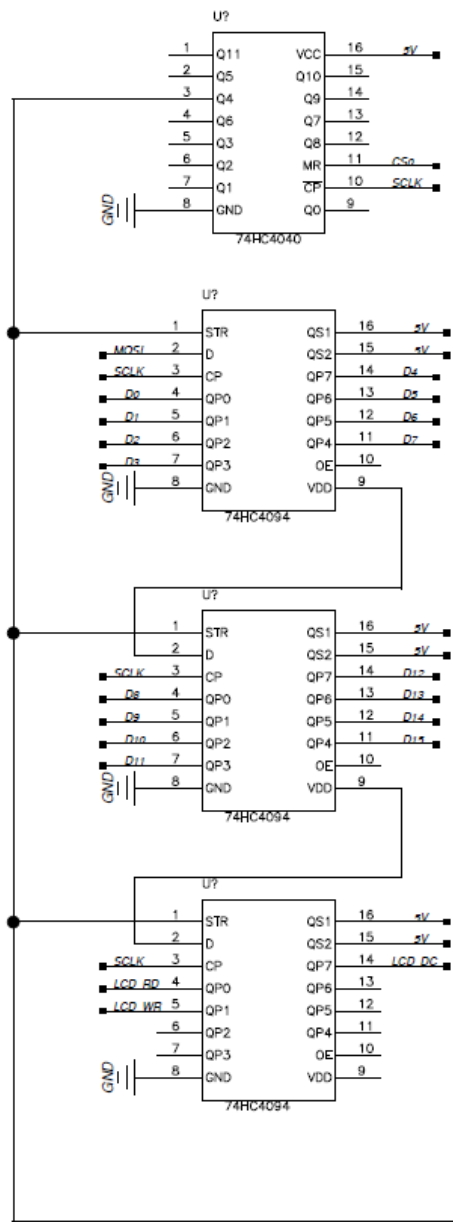 U?
1 Q11 VCC 16 5V
2 Q5 Q10 15
3 Q4 Q9 14
4 Q6 Q7 13
5 Q3 Q8 12
6 Q2 MR 11 CS0
7 Q1 CP 10 SCLK
8 GND Q0 9
GND
74HC4040
U?
1 STR QS1 16 5V
MOSI 2 D QS2 15 5V
SCLK 3 CP QP7 14 D4
D0 4 QP0 QP6 13 D5
D1 5 QP1 QP5 12 D6
D2 6 QP2 QP4 11 D7
D3 7 QP3 OE 10
GND 8 GND VDD 9
74HC4094
U?
1 STR QS1 16 5V
2 D QS2 15 5V
SCLK 3 CP QP7 14 D12
D8 4 QP0 QP6 13 D13
D9 5 QP1 QP5 12 D14
D10 6 QP2 QP4 11 D15
D11 7 QP3 OE 10
GND 8 GND VDD 9
74HC4094
U?
1 STR QS1 16 5V
2 D QS2 15 5V
SCLK 3 CP QP7 14 LCD_DC
LCD_RD 4 QP0 QP6 13
LCD_WR 5 QP1 QP5 12
6 QP2 QP4 11
7 QP3 OE 10
GND 8 GND VDD 9
74HC4094